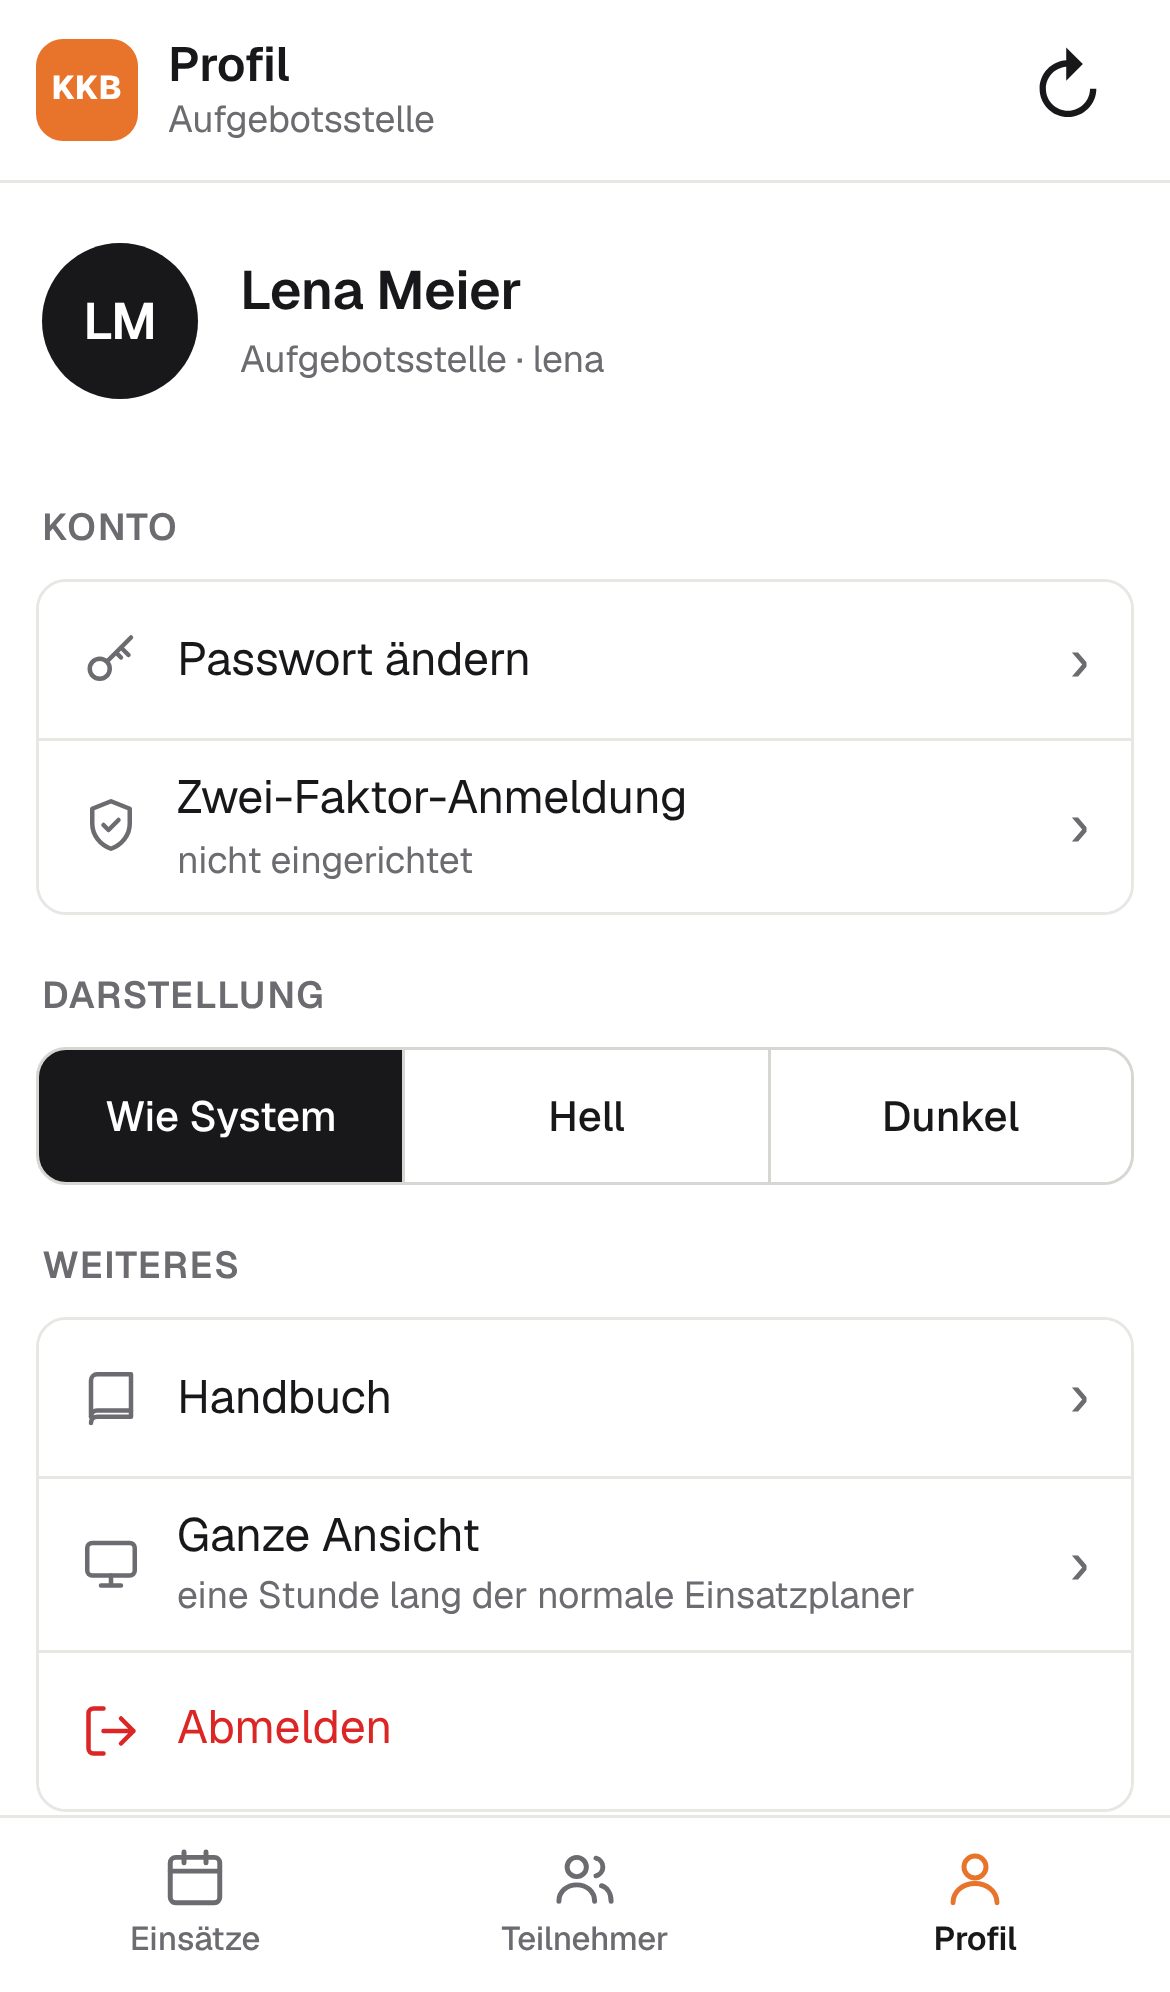 KKB
Profil
Aufgebotsstelle
LM
Lena Meier
Aufgebotsstelle · lena
KONTO
Passwort ändern
Zwei-Faktor-Anmeldung
nicht eingerichtet
DARSTELLUNG
Wie System
Hell
Dunkel
WEITERES
Handbuch
Ganze Ansicht
eine Stunde lang der normale Einsatzplaner
Abmelden
Einsätze
Teilnehmer
Profil